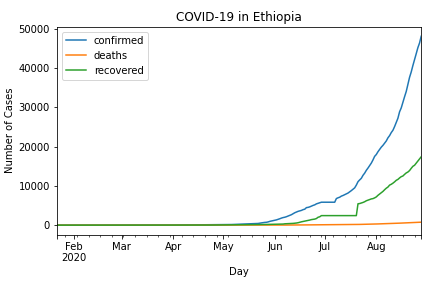 COVID-19 in Ethiopia
confirmed
deaths
recovered
50000
40000
30000
20000
10000
0
Number of Cases
Feb Mar Apr May Jun Jul Aug
2020
Day